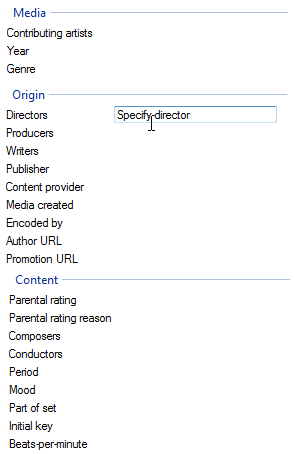 Media
Contributing artists
Year
Genre
Origin
Directors Specify director
Producers
Writers
Publisher
Content provider
Media created
Encoded by
Author URL
Promotion URL
Content
Parental rating
Parental rating reason
Composers
Conductors
Period
Mood
Part of set
Initial key
Beats-per-minute